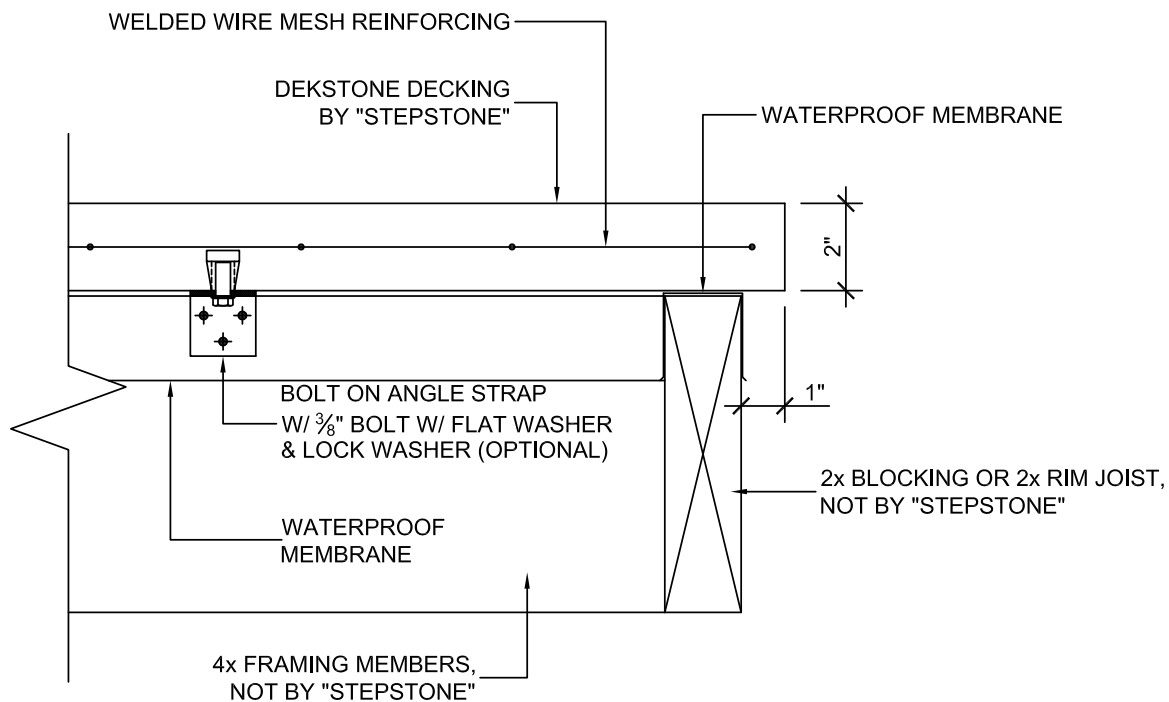 WELDED WIRE MESH REINFORCING
DEKSTONE DECKING
BY "STEPSTONE"
WATERPROOF MEMBRANE
2"
1"
BOLT ON ANGLE STRAP
W/ ⅜" BOLT W/ FLAT WASHER
& LOCK WASHER (OPTIONAL)
2x BLOCKING OR 2x RIM JOIST,
NOT BY "STEPSTONE"
WATERPROOF
MEMBRANE
4x FRAMING MEMBERS,
NOT BY "STEPSTONE"